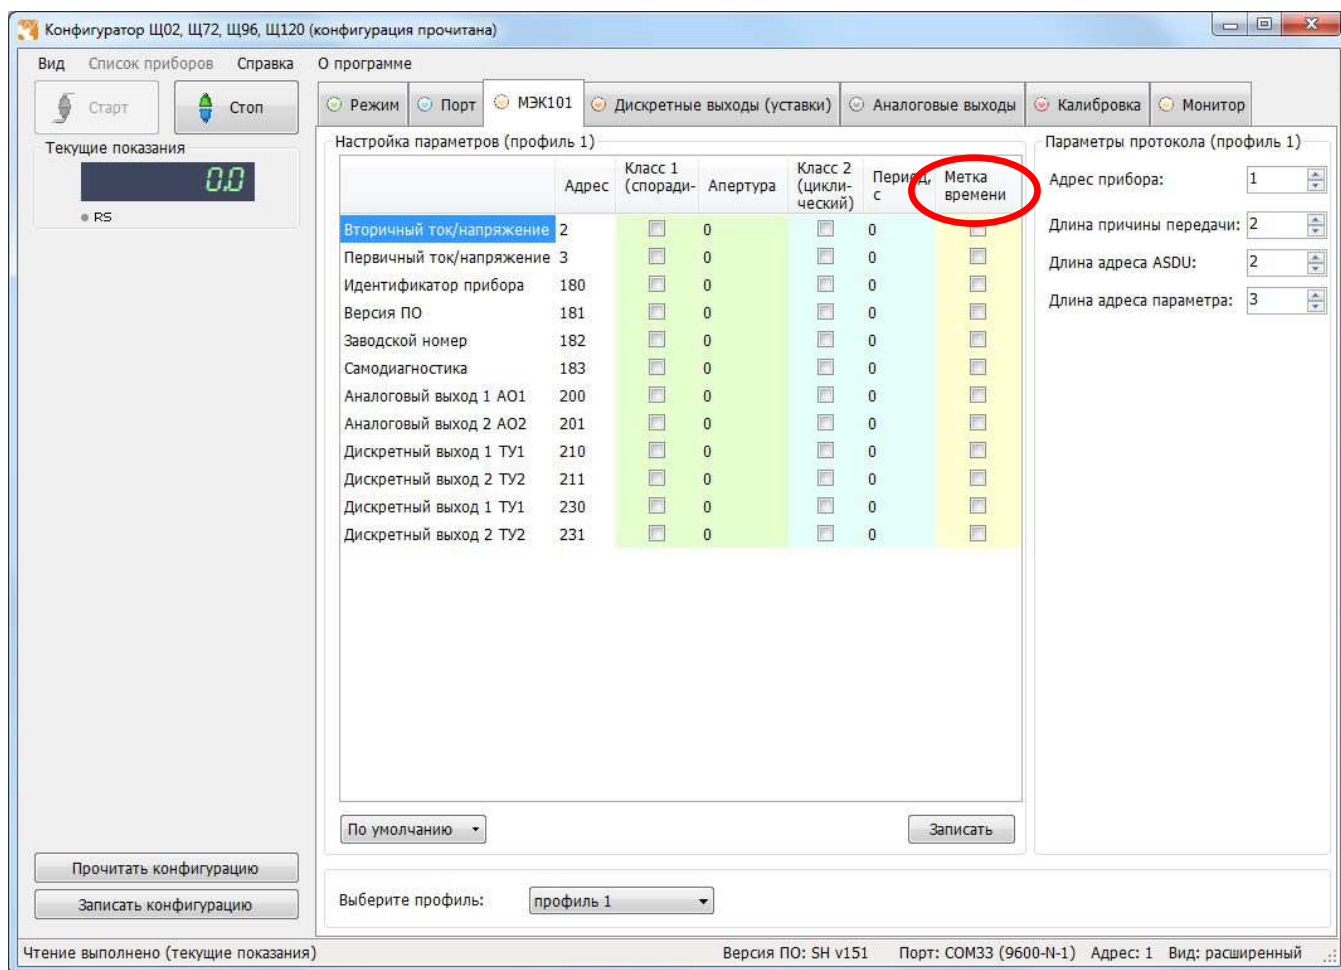 Конфигуратор Щ02, Щ72, Щ96, Щ120 (конфигурация прочитана)
Вид Список приборов Справка О программе
Старт Стоп
Режим Порт МЭК101 Дискретные выходы (уставки) Аналоговые выходы Калибровка Монитор
Текущие показания
0.0
RS
Настройка параметров (профиль 1)
Адрес Класс 1 (споради- Апертура Класс 2 (цикли- ческий) Период, с Метка времени
Вторичный ток/напряжение 2 0 0
Первичный ток/напряжение 3 0 0
Идентификатор прибора 180 0 0
Версия ПО 181 0 0
Заводской номер 182 0 0
Самодиагностика 183 0 0
Аналоговый выход 1 АО1 200 0 0
Аналоговый выход 2 АО2 201 0 0
Дискретный выход 1 ТУ1 210 0 0
Дискретный выход 2 ТУ2 211 0 0
Дискретный выход 1 ТУ1 230 0 0
Дискретный выход 2 ТУ2 231 0 0
По умолчанию Записать
Параметры протокола (профиль 1)
Адрес прибора: 1
Длина причины передачи: 2
Длина адреса ASDU: 2
Длина адреса параметра: 3
Прочитать конфигурацию
Записать конфигурацию
Выберите профиль: профиль 1
Чтение выполнено (текущие показания) Версия ПО: SH v151 Порт: COM33 (9600-N-1) Адрес: 1 Вид: расширенный